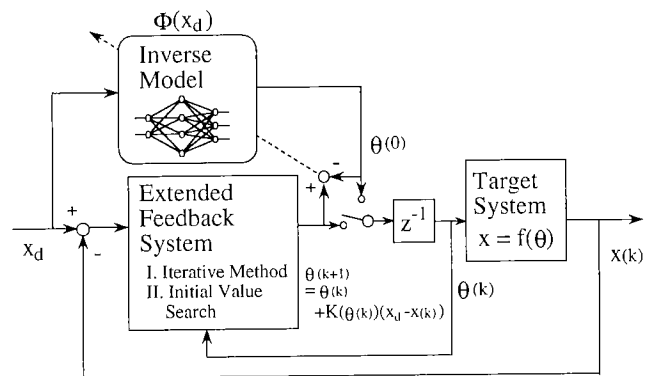 Φ(x_d)
Inverse
Model
-
θ(0)
+
Extended
Feedback
System
I. Iterative Method
II. Initial Value
Search
θ(k+1)
= θ(k)
+K(θ(k))(x_d -x(k))
z⁻¹
Target
System
x = f(θ)
+
x_d
-
θ(k)
x(k)